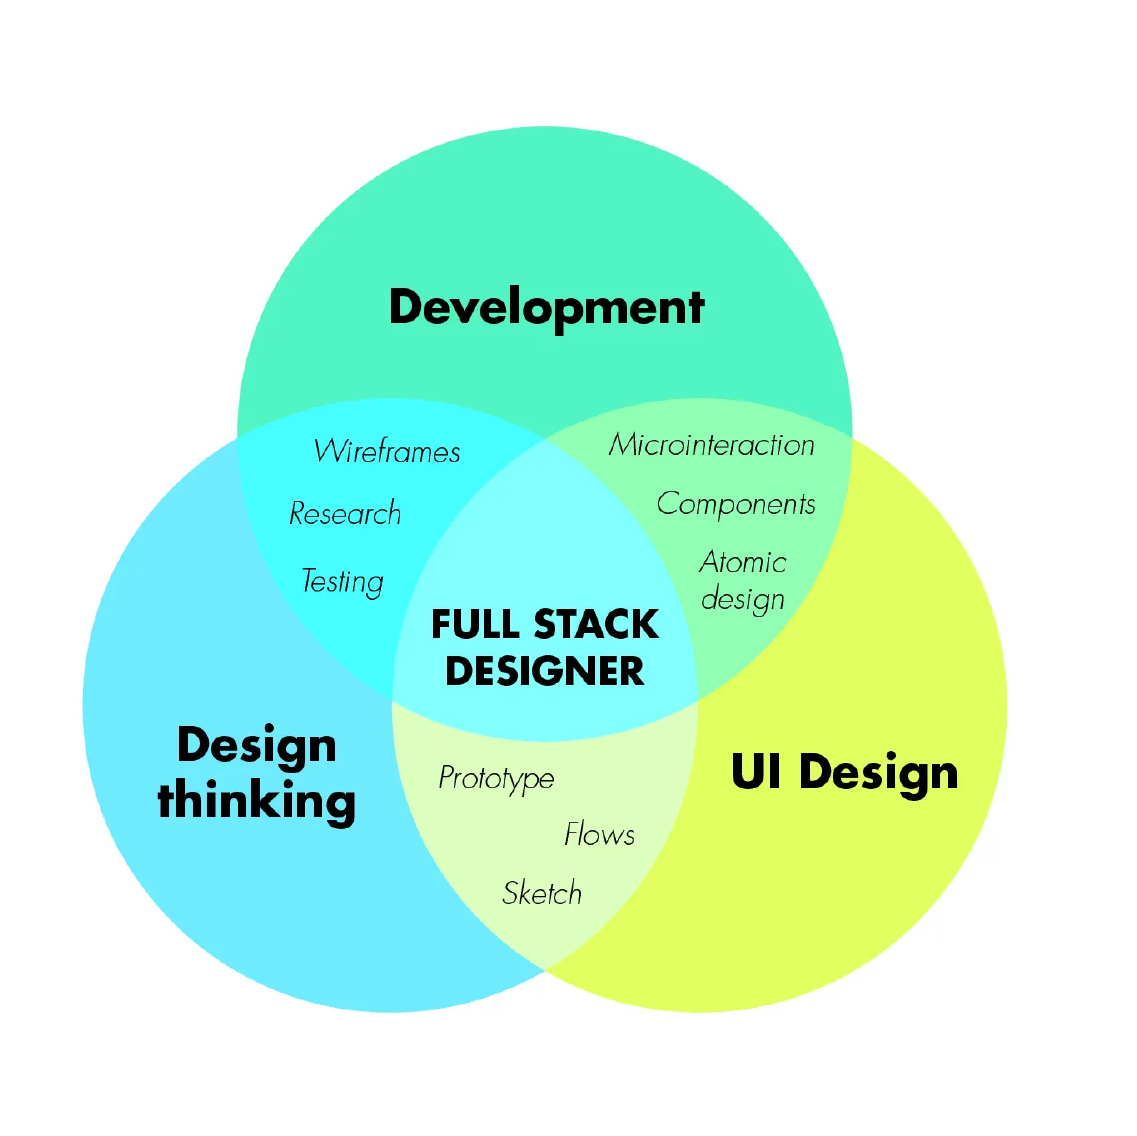 Development
Wireframes
Research
Testing
Microinteraction
Components
Atomic
design
FULL STACK
DESIGNER
Design
thinking
UI Design
Prototype
Flows
Sketch